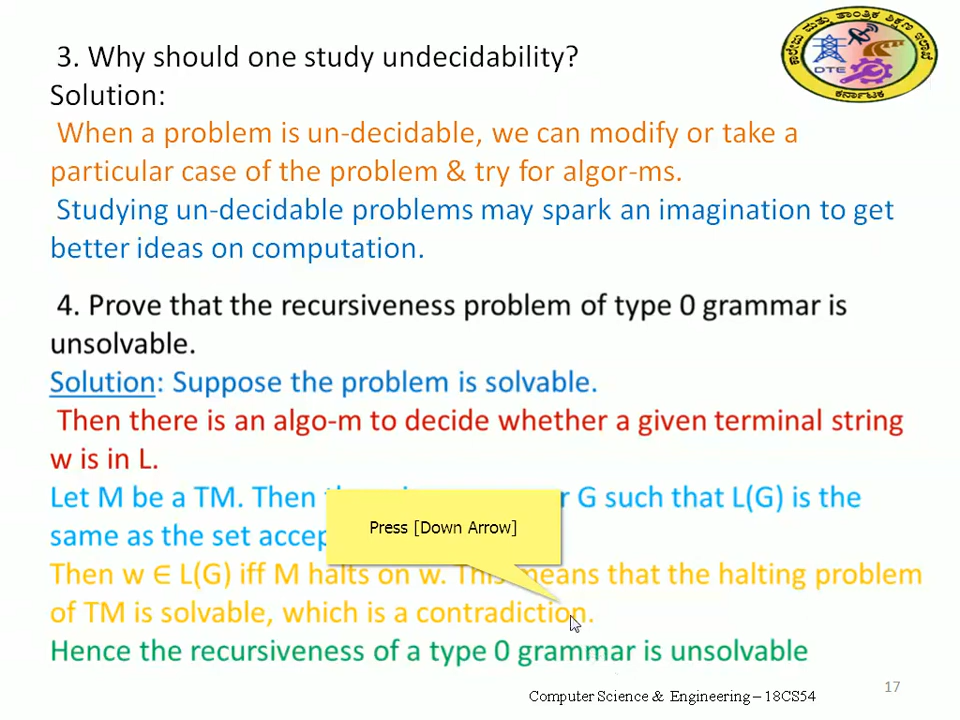 3. Why should one study undecidability?
Solution:
When a problem is un-decidable, we can modify or take a
particular case of the problem & try for algor-ms.
Studying un-decidable problems may spark an imagination to get
better ideas on computation.
4. Prove that the recursiveness problem of type 0 grammar is
unsolvable.
Solution: Suppose the problem is solvable.
Then there is an algo-m to decide whether a given terminal string
w is in L.
Let M be a TM. Then G such that L(G) is the
same as the set
Press [Down Arrow]
Then w ∈ L(G) iff M halts on w. This means that the halting problem
of TM is solvable, which is a contradiction.
Hence the recursiveness of a type 0 grammar is unsolvable
Computer Science & Engineering – 18CS54
17
DTE
ಕರ್ನಾಟಕ